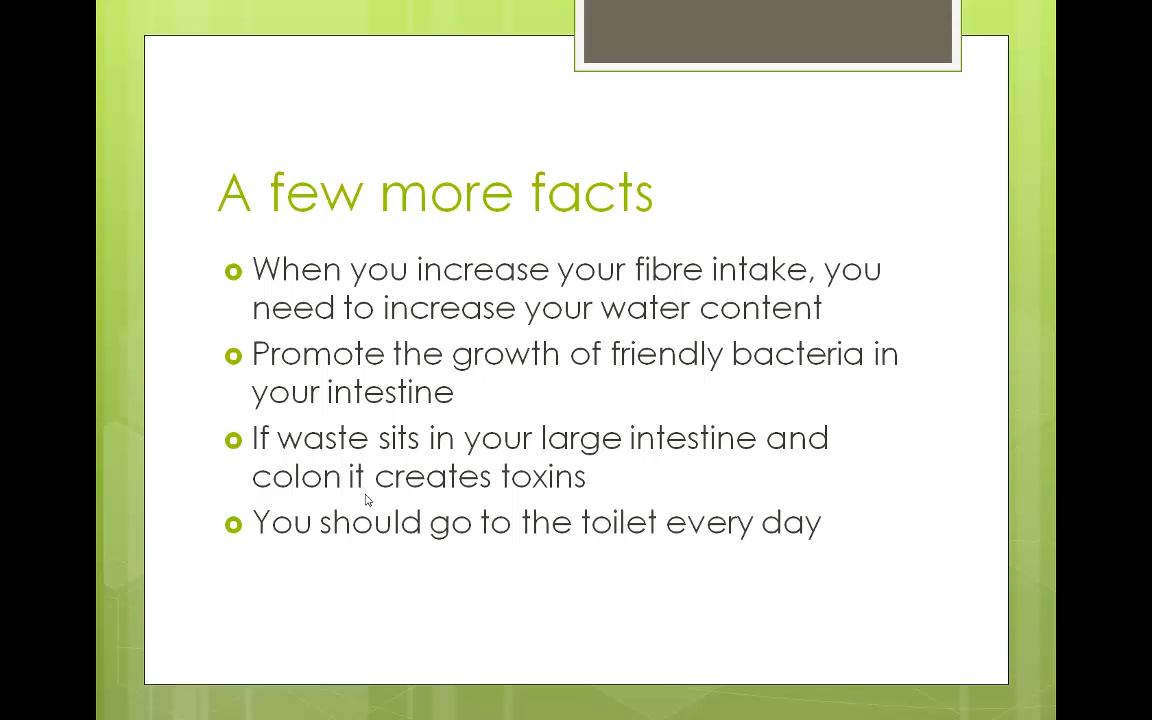 A few more facts
When you increase your fibre intake, you
need to increase your water content
Promote the growth of friendly bacteria in
your intestine
If waste sits in your large intestine and
colon it creates toxins
You should go to the toilet every day